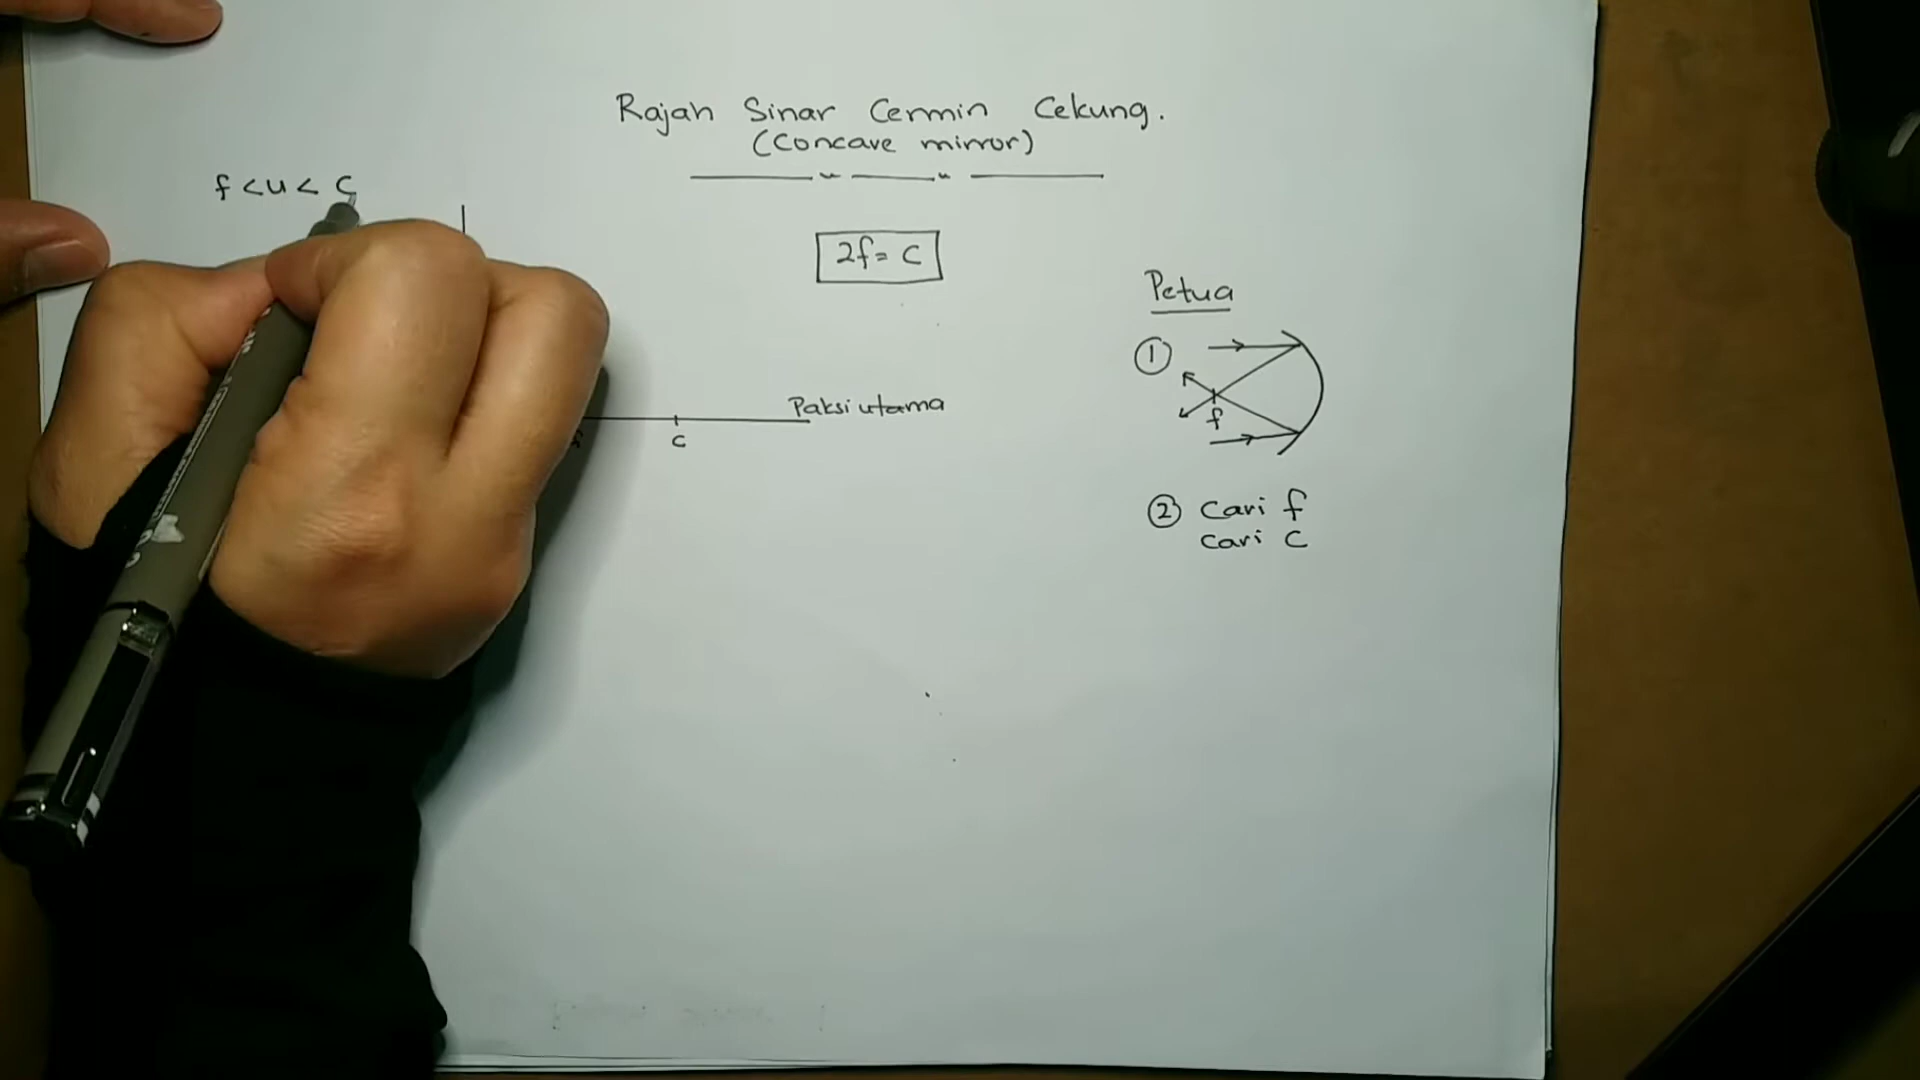 Rajah Sinar Cermin Cekung.
(Concave mirror)
f < u < C
2f = C
Petua
1
f
Paksi utama
f C
2 Cari f
Cari C